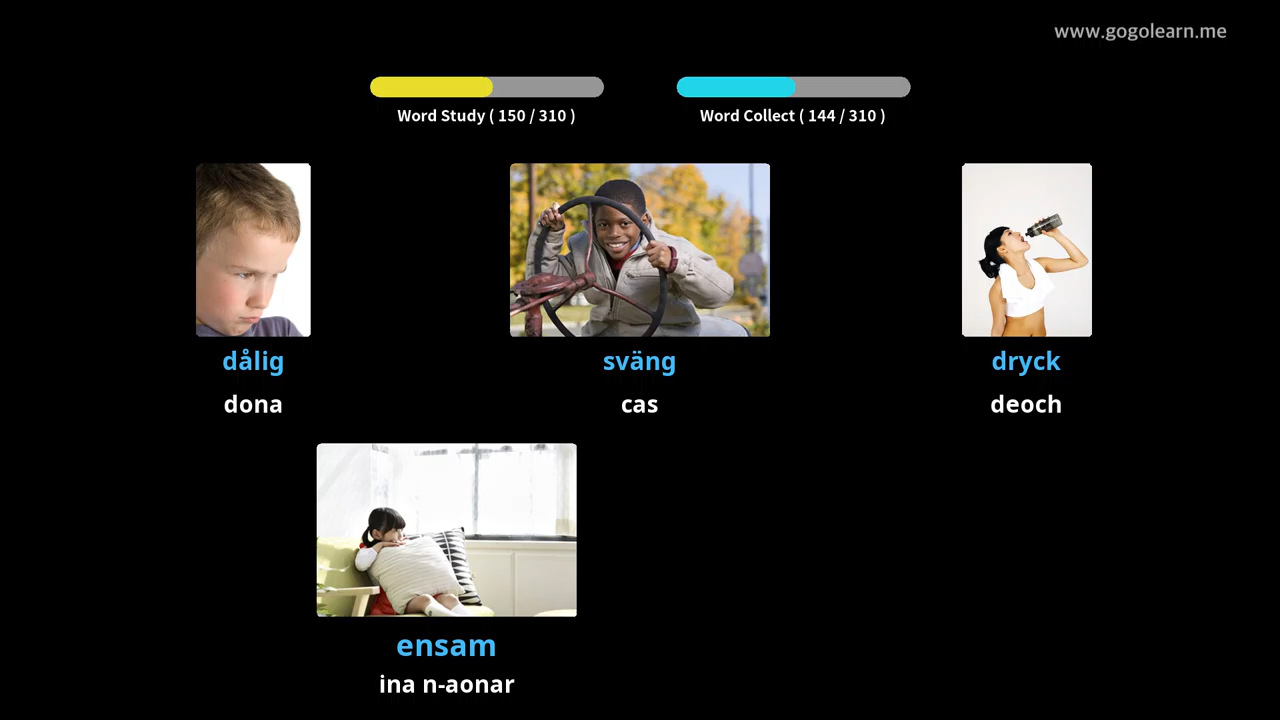 www.gogolearn.me
Word Study ( 150 / 310 )
Word Collect ( 144 / 310 )
dålig
sväng
dryck
dona
cas
deoch
ensam
ina n-aonar